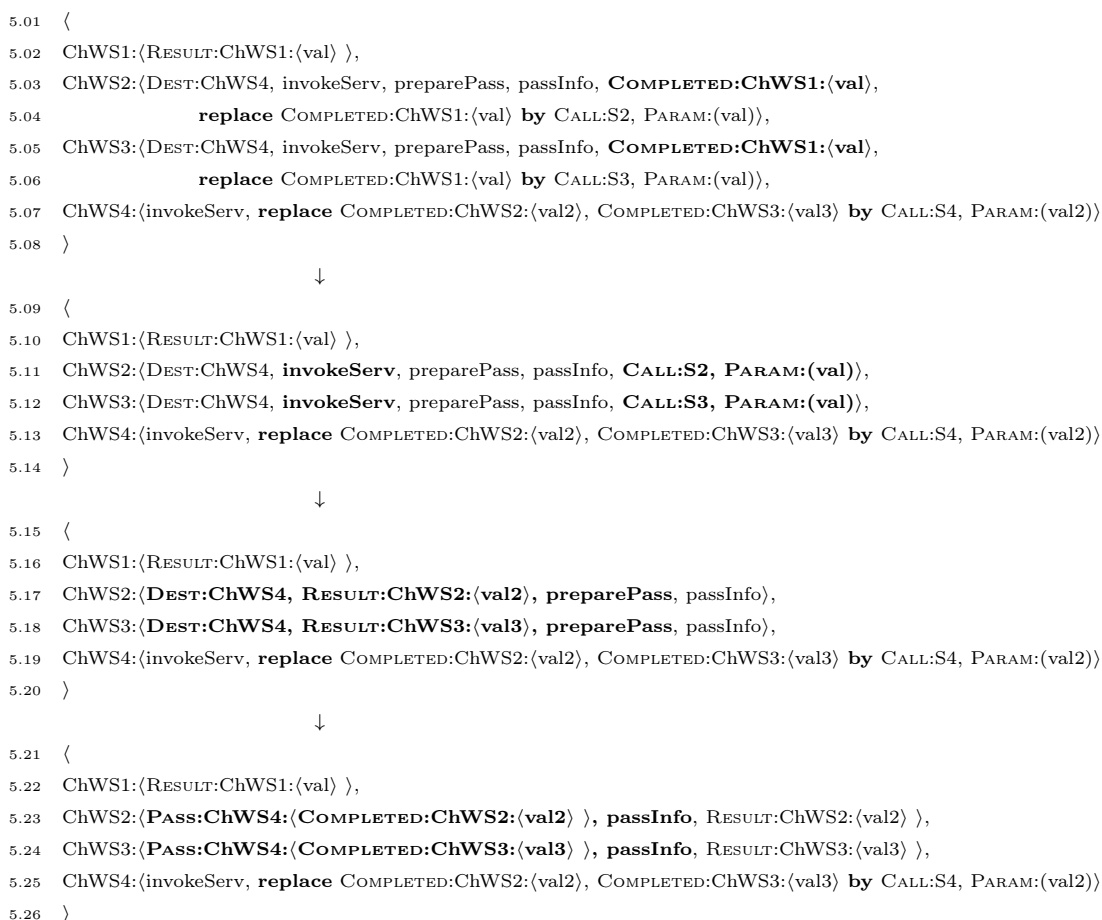 5.01 ⟨
5.02 ChWS1:⟨RESULT:ChWS1:⟨val⟩ ⟩,
5.03 ChWS2:⟨DEST:ChWS4, invokeServ, preparePass, passInfo, COMPLETED:ChWS1:⟨val⟩,
5.04 replace COMPLETED:ChWS1:⟨val⟩ by CALL:S2, PARAM:(val)⟩,
5.05 ChWS3:⟨DEST:ChWS4, invokeServ, preparePass, passInfo, COMPLETED:ChWS1:⟨val⟩,
5.06 replace COMPLETED:ChWS1:⟨val⟩ by CALL:S3, PARAM:(val)⟩,
5.07 ChWS4:⟨invokeServ, replace COMPLETED:ChWS2:⟨val2⟩, COMPLETED:ChWS3:⟨val3⟩ by CALL:S4, PARAM:(val2)⟩
5.08 ⟩
↓
5.09 ⟨
5.10 ChWS1:⟨RESULT:ChWS1:⟨val⟩ ⟩,
5.11 ChWS2:⟨DEST:ChWS4, invokeServ, preparePass, passInfo, CALL:S2, PARAM:(val)⟩,
5.12 ChWS3:⟨DEST:ChWS4, invokeServ, preparePass, passInfo, CALL:S3, PARAM:(val)⟩,
5.13 ChWS4:⟨invokeServ, replace COMPLETED:ChWS2:⟨val2⟩, COMPLETED:ChWS3:⟨val3⟩ by CALL:S4, PARAM:(val2)⟩
5.14 ⟩
↓
5.15 ⟨
5.16 ChWS1:⟨RESULT:ChWS1:⟨val⟩ ⟩,
5.17 ChWS2:⟨DEST:ChWS4, RESULT:ChWS2:⟨val2⟩, preparePass, passInfo⟩,
5.18 ChWS3:⟨DEST:ChWS4, RESULT:ChWS3:⟨val3⟩, preparePass, passInfo⟩,
5.19 ChWS4:⟨invokeServ, replace COMPLETED:ChWS2:⟨val2⟩, COMPLETED:ChWS3:⟨val3⟩ by CALL:S4, PARAM:(val2)⟩
5.20 ⟩
↓
5.21 ⟨
5.22 ChWS1:⟨RESULT:ChWS1:⟨val⟩ ⟩,
5.23 ChWS2:⟨PASS:ChWS4:⟨COMPLETED:ChWS2:⟨val2⟩ ⟩, passInfo, RESULT:ChWS2:⟨val2⟩ ⟩,
5.24 ChWS3:⟨PASS:ChWS4:⟨COMPLETED:ChWS3:⟨val3⟩ ⟩, passInfo, RESULT:ChWS3:⟨val3⟩ ⟩,
5.25 ChWS4:⟨invokeServ, replace COMPLETED:ChWS2:⟨val2⟩, COMPLETED:ChWS3:⟨val3⟩ by CALL:S4, PARAM:(val2)⟩
5.26 ⟩